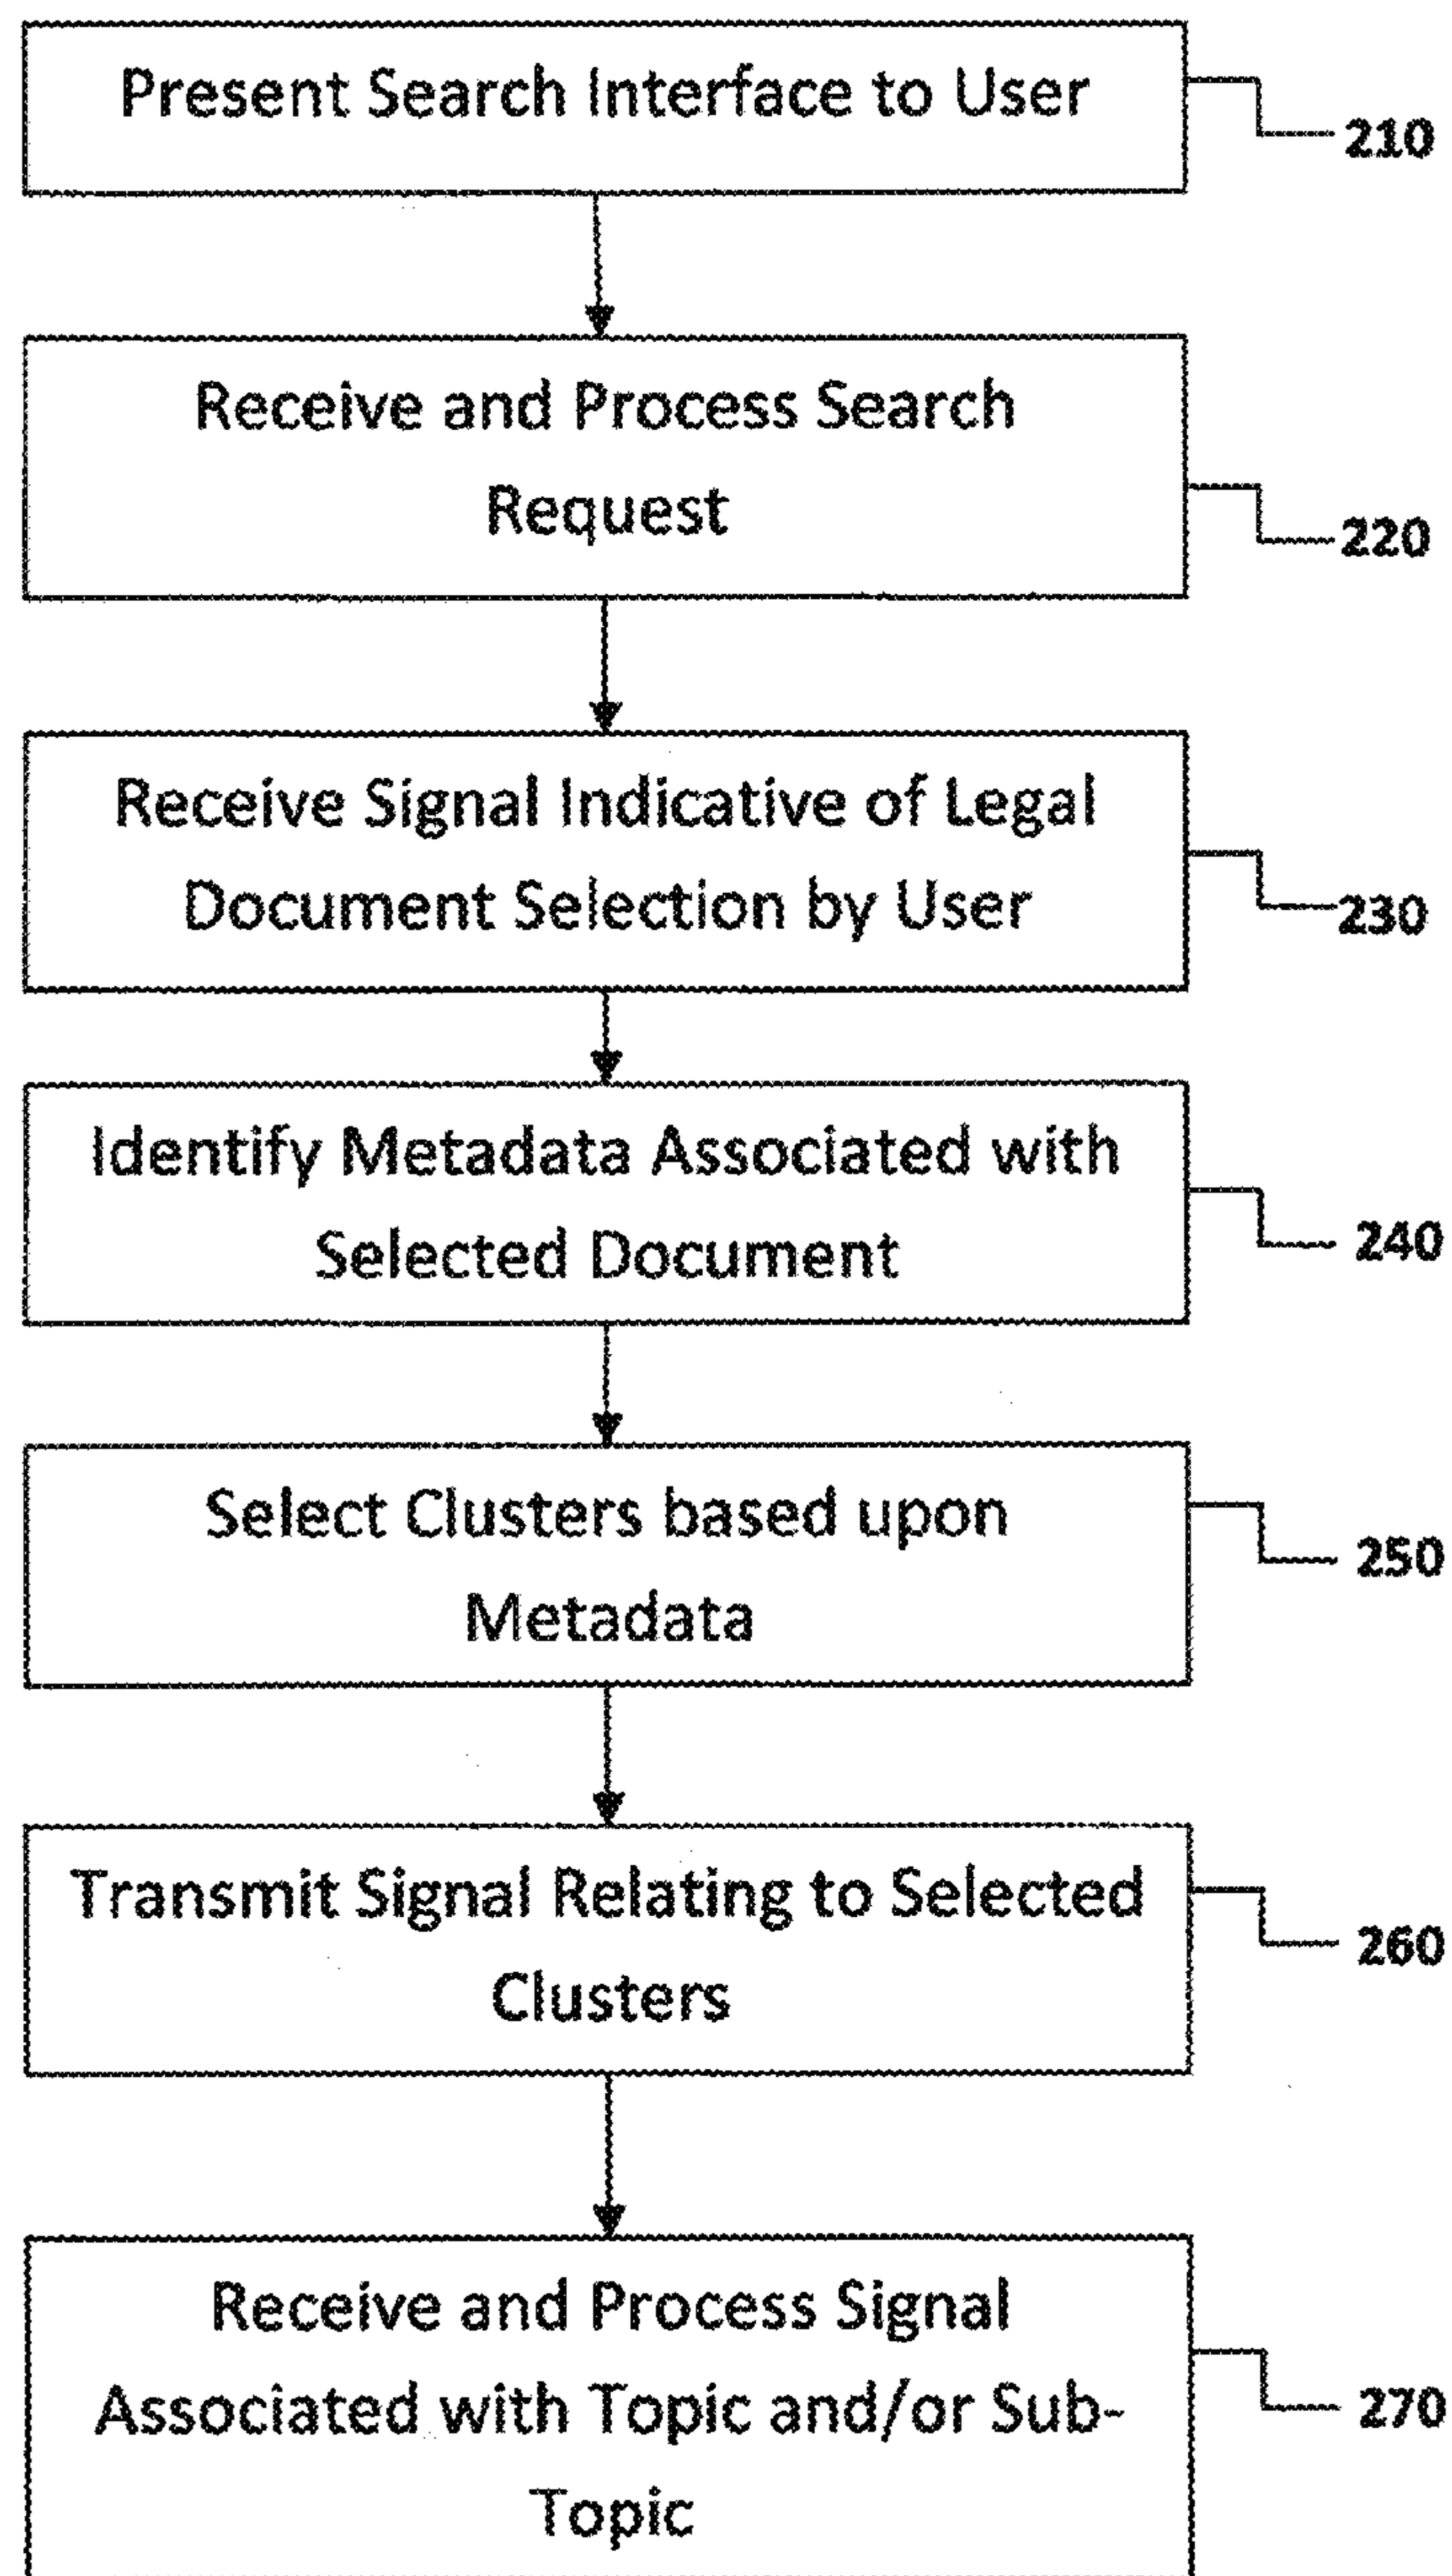 Present Search Interface to User
210
Receive and Process Search
Request
220
Receive Signal Indicative of Legal
Document Selection by User
230
Identify Metadata Associated with
Selected Document
240
Select Clusters based upon
Metadata
250
Transmit Signal Relating to Selected
Clusters
260
Receive and Process Signal
Associated with Topic and/or Sub-
Topic
270